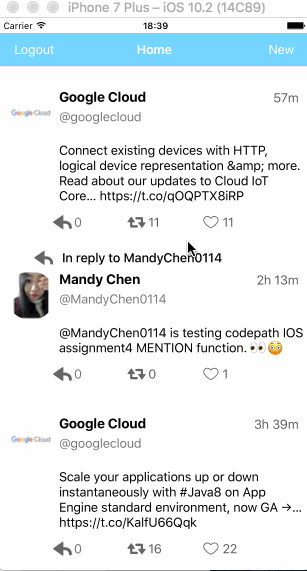 iPhone 7 Plus – iOS 10.2 (14C89)
Carrier 18:39
Logout Home New
Google Cloud 57m
Google Cloud @googlecloud
Connect existing devices with HTTP,
logical device representation &amp; more.
Read about our updates to Cloud IoT
Core... https://t.co/qOQPTX8iRP
0 11 11
In reply to MandyChen0114
Mandy Chen 2h 13m
@MandyChen0114
@MandyChen0114 is testing codepath IOS
assignment4 MENTION function. 👀😳
0 0 1
Google Cloud 3h 39m
Google Cloud @googlecloud
Scale your applications up or down
instantaneously with #Java8 on App
Engine standard environment, now GA →...
https://t.co/KalfU66Qqk
0 16 22